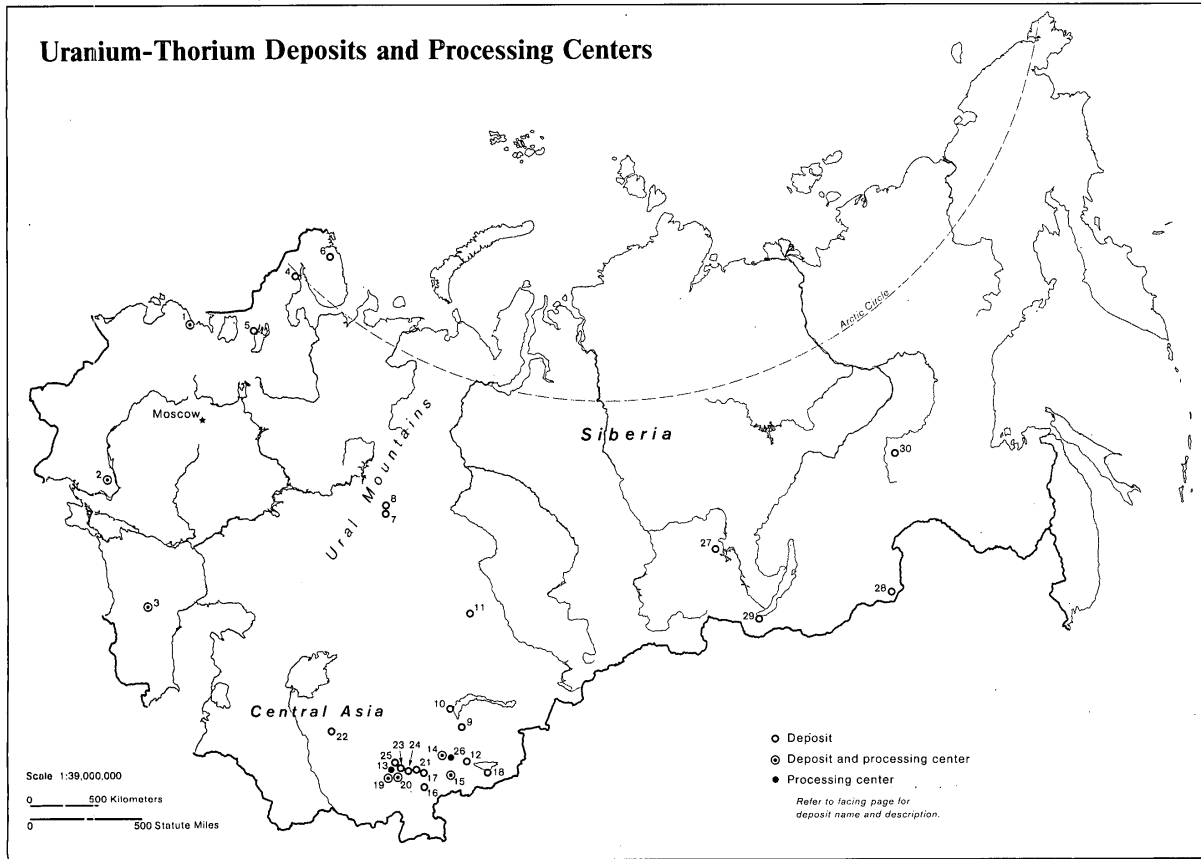 Uranium-Thorium Deposits and Processing Centers
Arctic Circle
6
4
1
5
Moscow
Ural Mountains
Siberia
30
2
8
7
27
28
3
11
29
10
Central Asia
9
22
23
24
14
26
12
25
13
21
17
18
19
20
15
16
Deposit
Deposit and processing center
Processing center
Refer to facing page for
deposit name and description.
Scale 1:39,000,000
0 500 Kilometers
0 500 Statute Miles